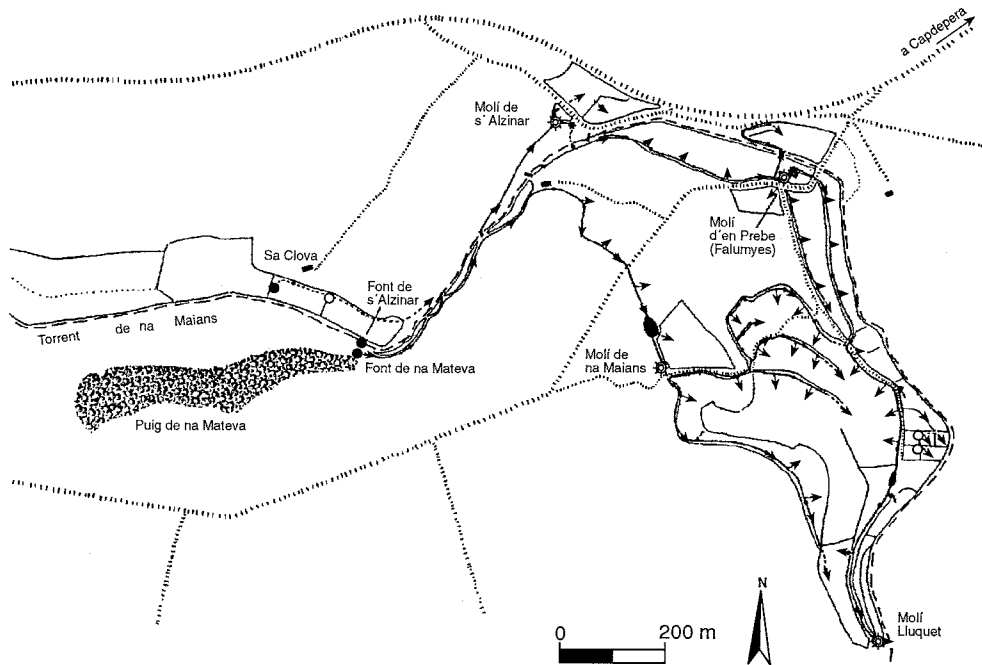 a Capdepera
Molí de
s'Alzinar
Molí
d'en Prebe
(Falumyes)
Sa Clova
Font de
s'Alzinar
Torrent de na Maians
Font de na Mateva
Molí de
na Maians
Puig de na Mateva
N
0 200 m
Molí
Lluquet